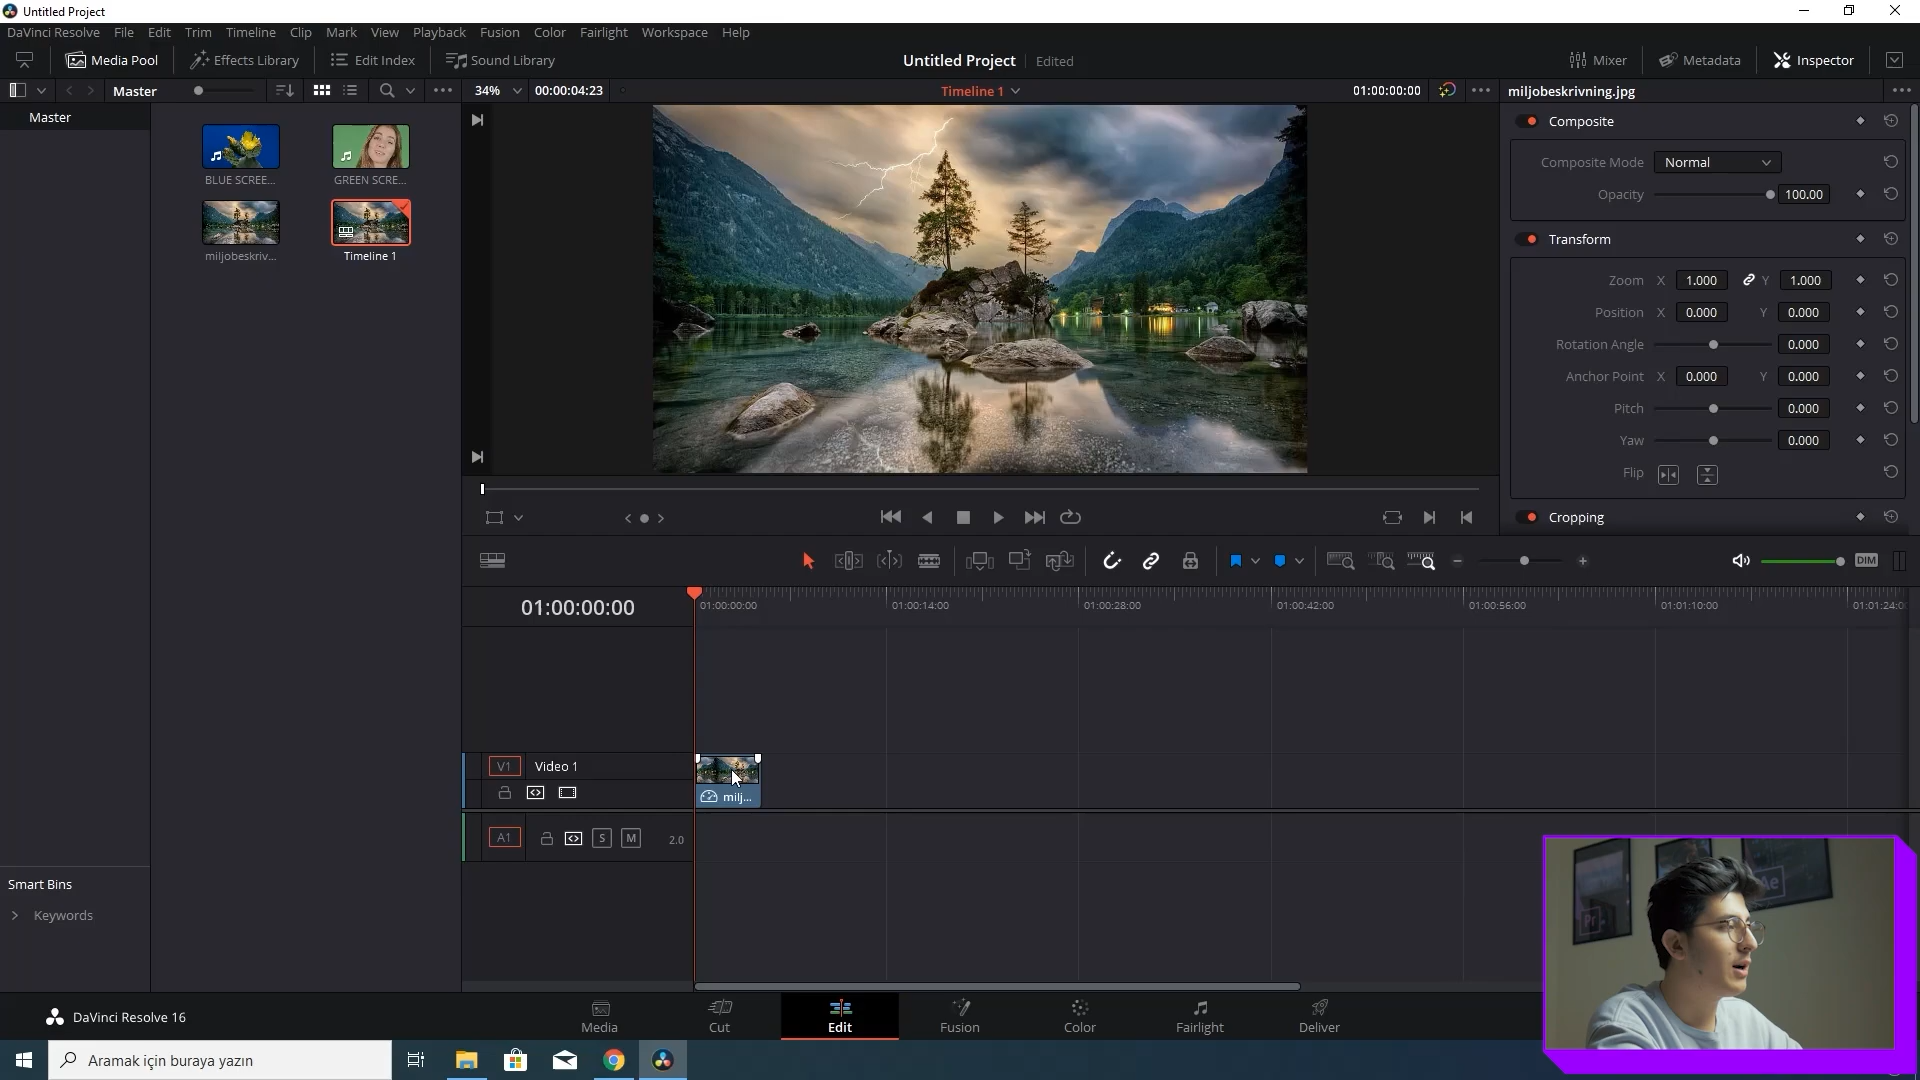 Untitled Project
DaVinci Resolve File Edit Trim Timeline Clip Mark View Playback Fusion Color Fairlight Workspace Help
Media Pool Effects Library Edit Index Sound Library Untitled Project Edited Mixer Metadata Inspector
Master 34% 00:00:04:23 Timeline 1 01:00:00:00 miljobeskrivning.jpg
Master
BLUE SCREE... GREEN SCRE...
miljobeskriv... Timeline 1
Composite
Composite Mode Normal
Opacity 100.00
Transform
Zoom X 1.000 Y 1.000
Position X 0.000 Y 0.000
Rotation Angle 0.000
Anchor Point X 0.000 Y 0.000
Pitch 0.000
Yaw 0.000
Flip
Cropping
DIM
01:00:00:00 01:00:00:00 01:00:14:00 01:00:28:00 01:00:42:00 01:00:56:00 01:01:10:00 01:01:24:0
V1 Video 1
milj...
A1 S M 2.0
Smart Bins
Keywords
Pr Ae
DaVinci Resolve 16
Media Cut Edit Fusion Color Fairlight Deliver
Aramak için buraya yazın